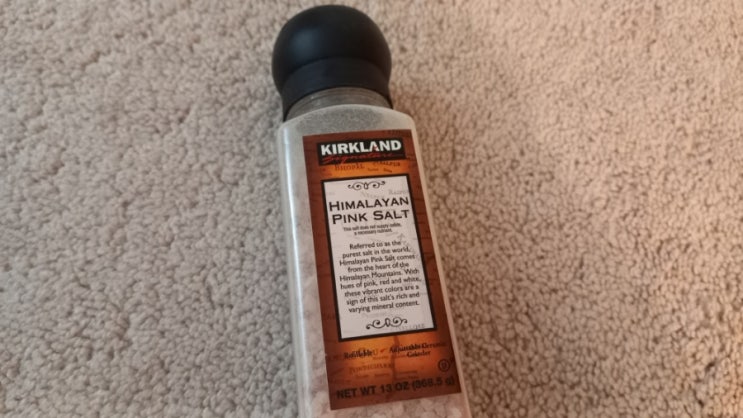 KIRKLAND
Signature
HIMALAYAN
PINK SALT
This salt does not supply iodide,
a necessary nutrient.
Referred to as the
purest salt in the world,
Himalayan Pink Salt comes
from the heart of the
Himalayan Mountains. With
hues of pink, red and white,
these vibrant colors are a
sign of this salt's rich and
varying mineral content.
Adjustable Ceramic
Grinder
NET WT 13 OZ (368.5 g)